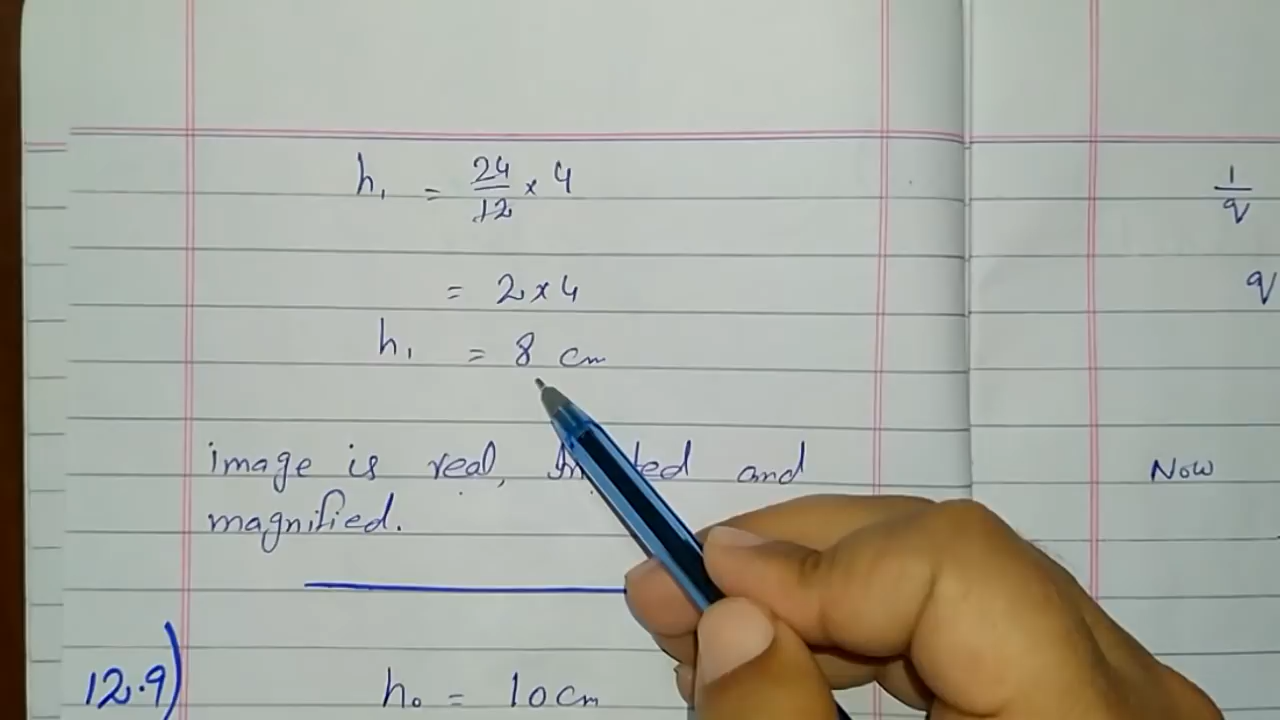 h₁ = 24/12 × 4
= 2 × 4
h₁ = 8 cm
image is real, and
magnified.
12.9) h₀ = 10 cm
1/q
q
Now